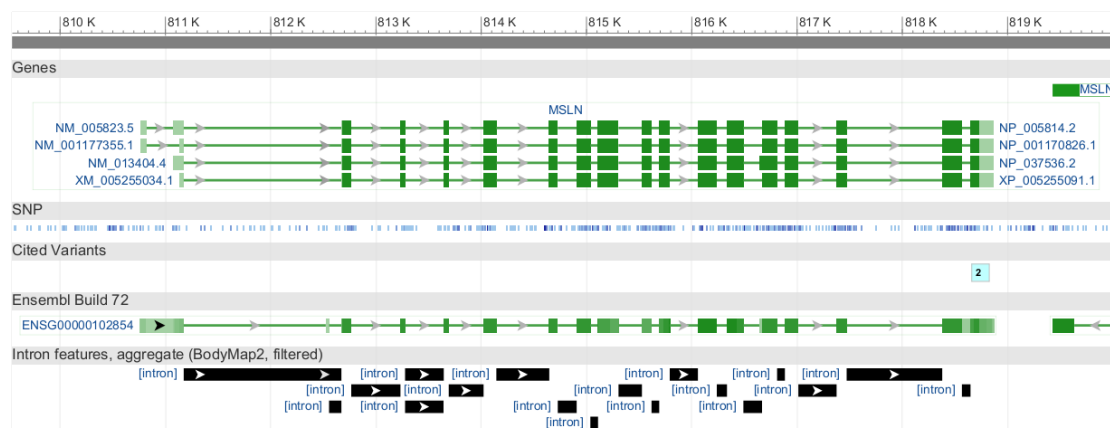 810 K 811 K 812 K 813 K 814 K 815 K 816 K 817 K 818 K 819 K
Genes
MSLN
MSLN
NM_005823.5 NP_005814.2
NM_001177355.1 NP_001170826.1
NM_013404.4 NP_037536.2
XM_005255034.1 XP_005255091.1
SNP
Cited Variants
2
Ensembl Build 72
ENSG00000102854
Intron features, aggregate (BodyMap2, filtered)
[intron] [intron] [intron] [intron] [intron] [intron]
[intron] [intron] [intron] [intron] [intron] [intron]
[intron] [intron] [intron] [intron] [intron]
[intron]